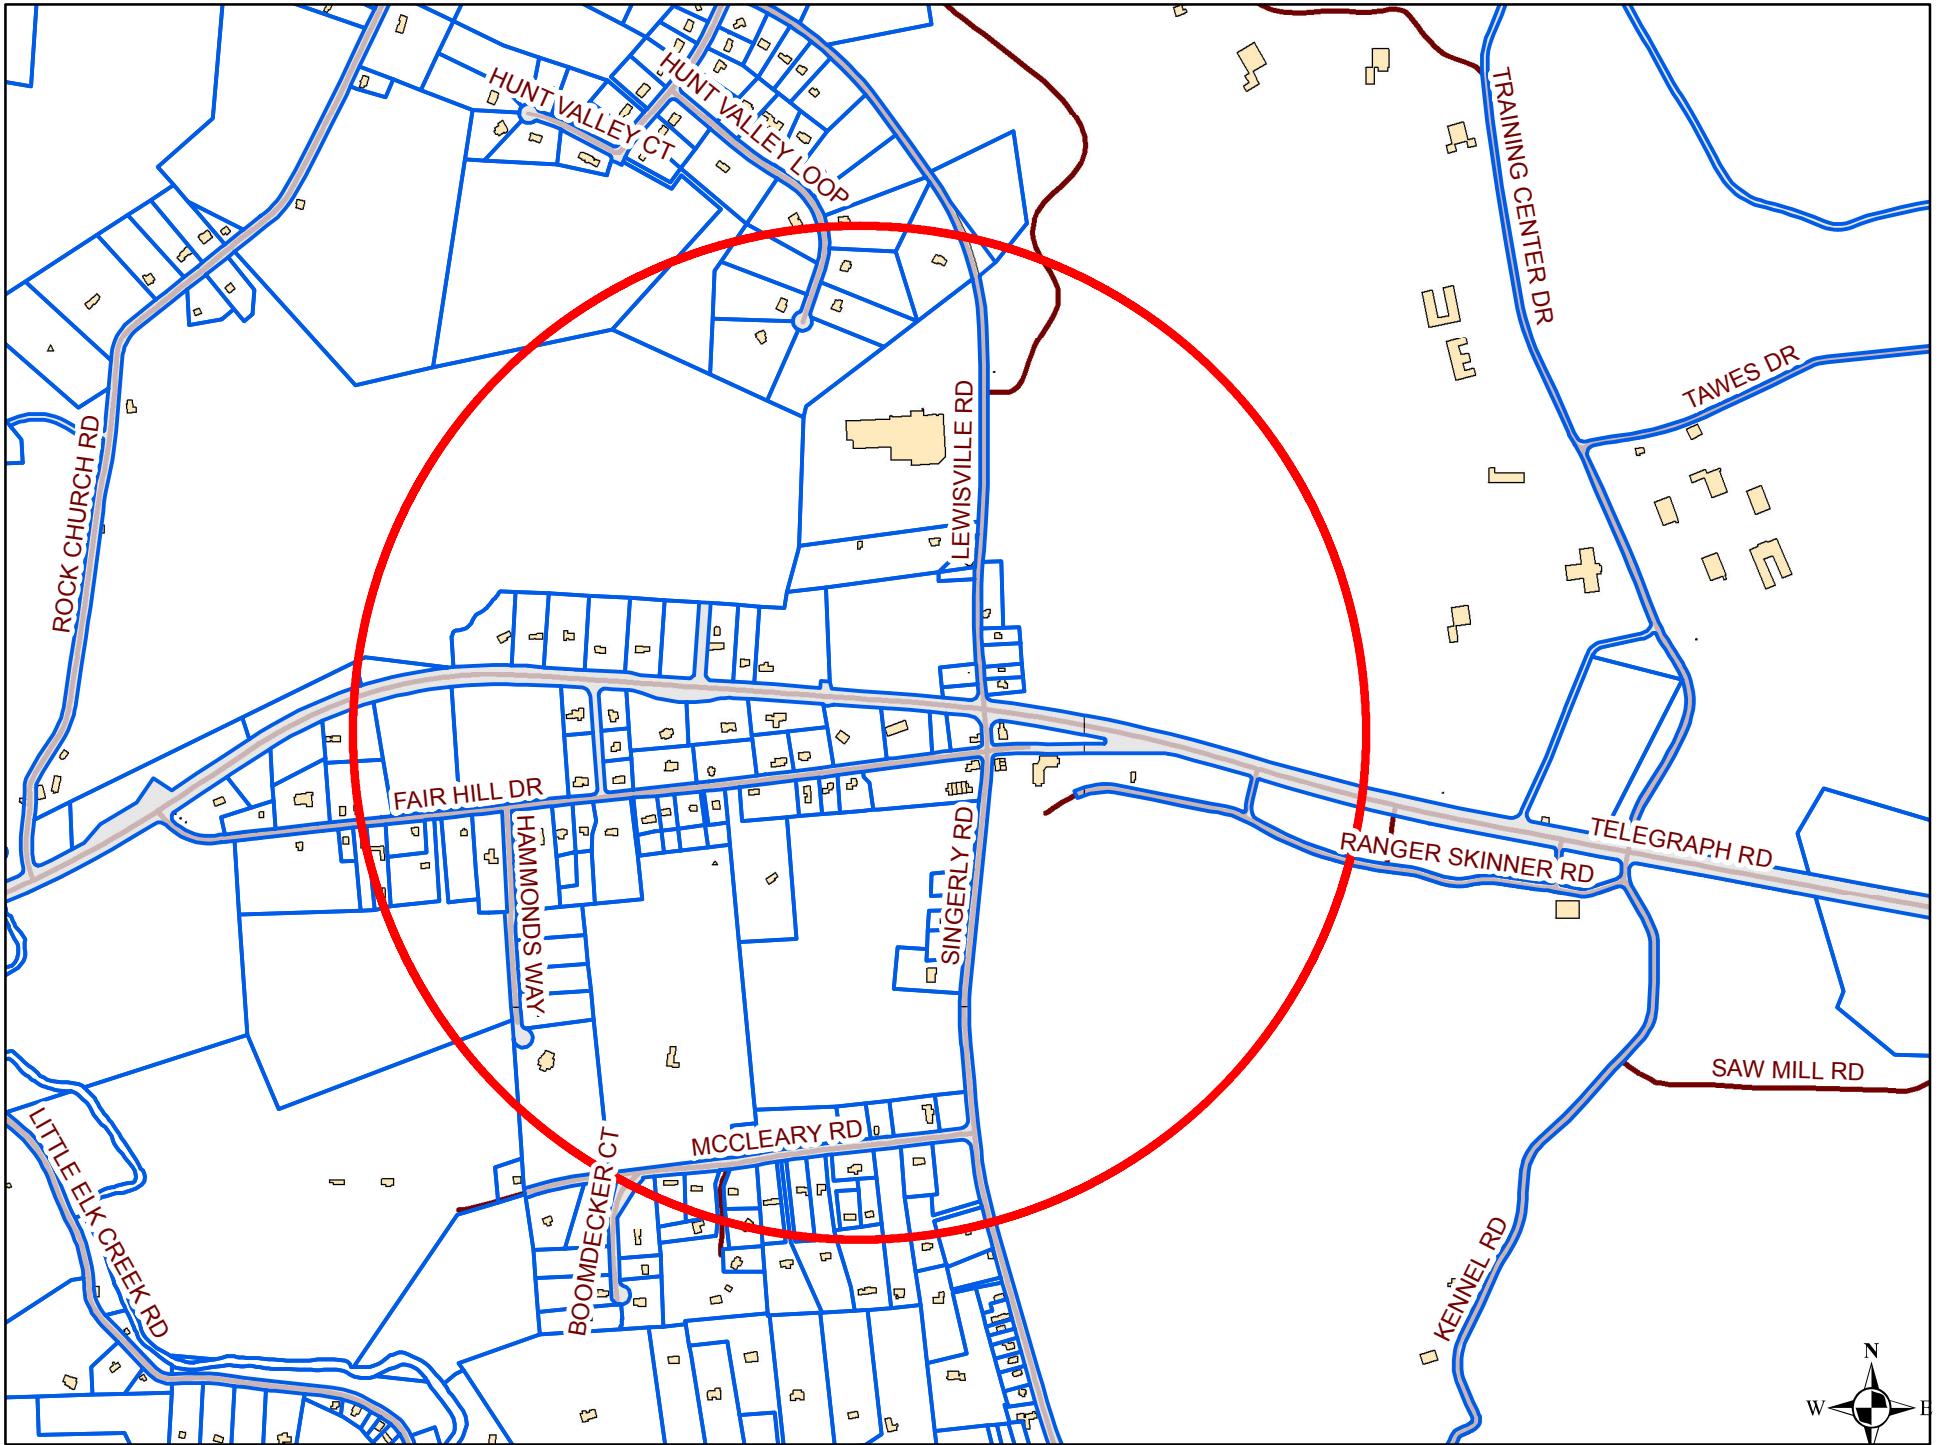 HUNT VALLEY CT
HUNT VALLEY LOOP
TRAINING CENTER DR
TAWES DR
ROCK CHURCH RD
LEWISVILLE RD
FAIR HILL DR
HAMMONDS WAY
SINGERLY RD
TELEGRAPH RD
RANGER SKINNER RD
SAW MILL RD
LITTLE ELK CREEK RD
MCCLEARY RD
BOOMDECKER CT
KENNEL RD
N
W E